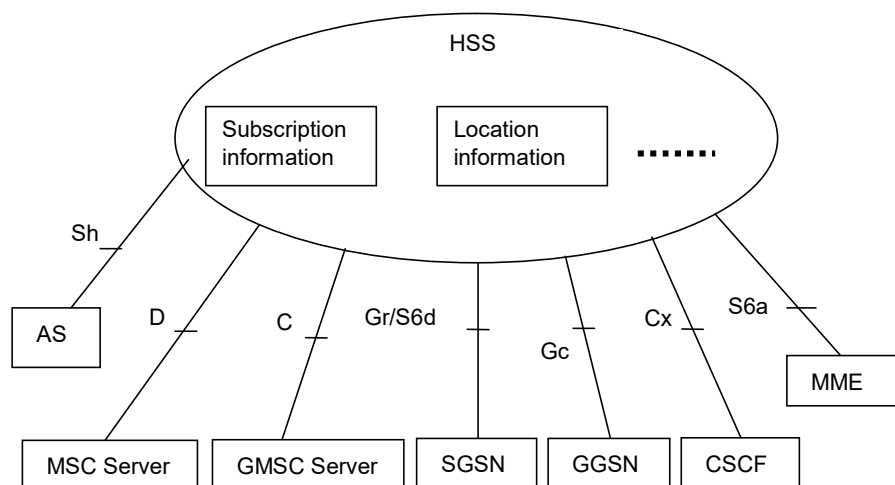 HSS
Subscription
information
Location
information
Sh
D
C
Gr/S6d
Gc
Cx
S6a
AS
MME
MSC Server
GMSC Server
SGSN
GGSN
CSCF